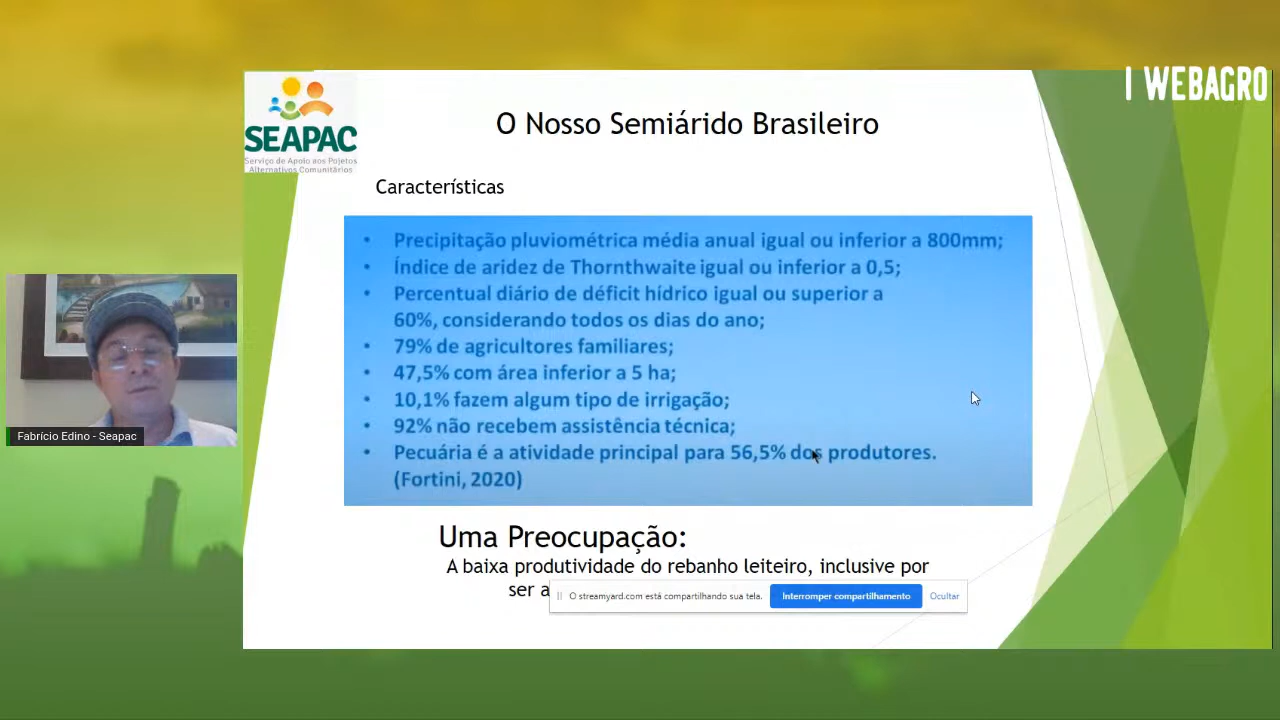 I WEBAGRO
SEAPAC
Serviço de Apoio aos Pojetos
Alternativos Comunitários
O Nosso Semiárido Brasileiro
Características
• Precipitação pluviométrica média anual igual ou inferior a 800mm;
• Índice de aridez de Thornthwaite igual ou inferior a 0,5;
• Percentual diário de déficit hídrico igual ou superior a
60%, considerando todos os dias do ano;
• 79% de agricultores familiares;
• 47,5% com área inferior a 5 ha;
• 10,1% fazem algum tipo de irrigação;
• 92% não recebem assistência técnica;
• Pecuária é a atividade principal para 56,5% dos produtores.
(Fortini, 2020)
Fabrício Edino - Seapac
Uma Preocupação:
A baixa produtividade do rebanho leiteiro, inclusive por
ser a
O streamyard.com está compartilhando sua tela. Interromper compartilhamento Ocultar